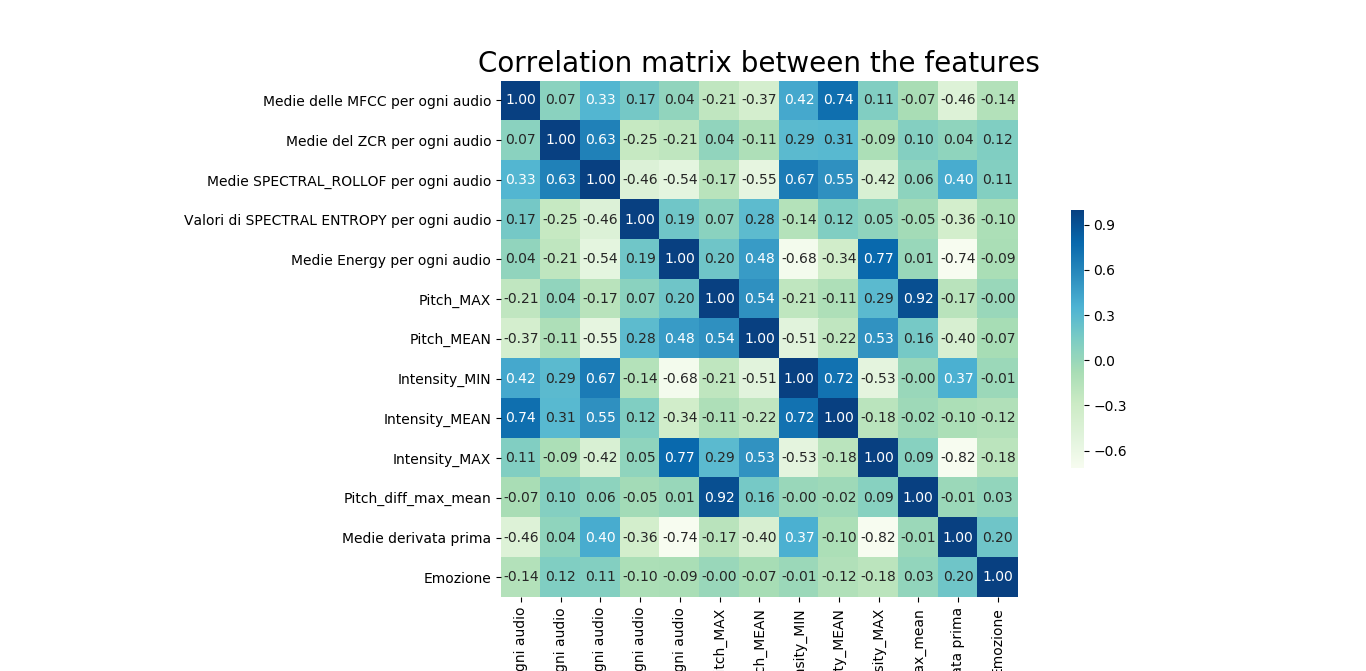 Correlation matrix between the features
Medie delle MFCC per ogni audio 1.00 0.07 0.33 0.17 0.04 -0.21 -0.37 0.42 0.74 0.11 -0.07 -0.46 -0.14
Medie del ZCR per ogni audio 0.07 1.00 0.63 -0.25 -0.21 0.04 -0.11 0.29 0.31 -0.09 0.10 0.04 0.12
Medie SPECTRAL_ROLLOF per ogni audio 0.33 0.63 1.00 -0.46 -0.54 -0.17 -0.55 0.67 0.55 -0.42 0.06 0.40 0.11
Valori di SPECTRAL ENTROPY per ogni audio 0.17 -0.25 -0.46 1.00 0.19 0.07 0.28 -0.14 0.12 0.05 -0.05 -0.36 -0.10
Medie Energy per ogni audio 0.04 -0.21 -0.54 0.19 1.00 0.20 0.48 -0.68 -0.34 0.77 0.01 -0.74 -0.09
Pitch_MAX -0.21 0.04 -0.17 0.07 0.20 1.00 0.54 -0.21 -0.11 0.29 0.92 -0.17 -0.00
Pitch_MEAN -0.37 -0.11 -0.55 0.28 0.48 0.54 1.00 -0.51 -0.22 0.53 0.16 -0.40 -0.07
Intensity_MIN 0.42 0.29 0.67 -0.14 -0.68 -0.21 -0.51 1.00 0.72 -0.53 -0.00 0.37 -0.01
Intensity_MEAN 0.74 0.31 0.55 0.12 -0.34 -0.11 -0.22 0.72 1.00 -0.18 -0.02 -0.10 -0.12
Intensity_MAX 0.11 -0.09 -0.42 0.05 0.77 0.29 0.53 -0.53 -0.18 1.00 0.09 -0.82 -0.18
Pitch_diff_max_mean -0.07 0.10 0.06 -0.05 0.01 0.92 0.16 -0.00 -0.02 0.09 1.00 -0.01 0.03
Medie derivata prima -0.46 0.04 0.40 -0.36 -0.74 -0.17 -0.40 0.37 -0.10 -0.82 -0.01 1.00 0.20
Emozione -0.14 0.12 0.11 -0.10 -0.09 -0.00 -0.07 -0.01 -0.12 -0.18 0.03 0.20 1.00
ogni audio
ogni audio
ogni audio
ogni audio
ogni audio
itch_MAX
ch_MEAN
nsity_MIN
ty_MEAN
sity_MAX
ax_mean
ata prima
Emozione
0.9
0.6
0.3
0.0
−0.3
−0.6